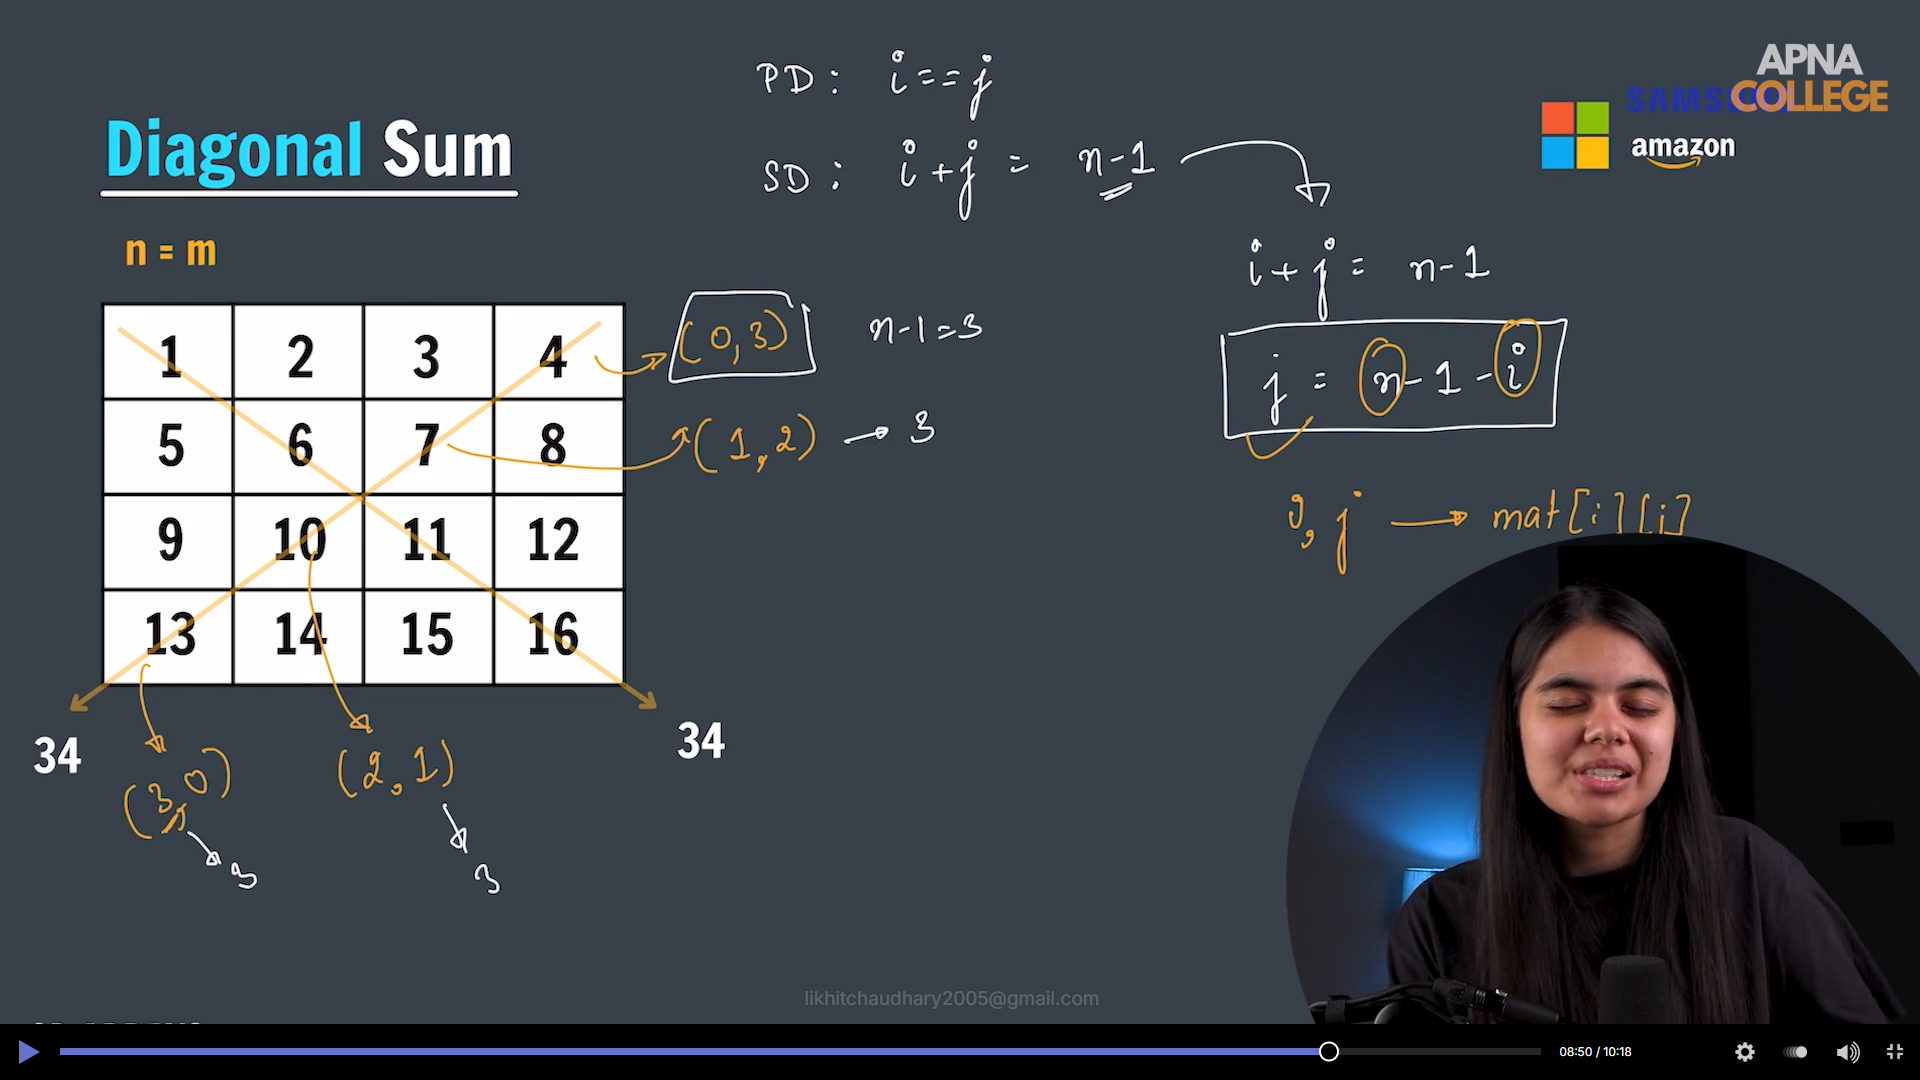 PD: i==j
SD: i+j = n-1
APNA
COLLEGE
SAMS
amazon
Diagonal Sum
n = m
i+j = n-1
j = n-1-i
i, j → mat[i][j]
1 2 3 4
5 6 7 8
9 10 11 12
13 14 15 16
(0,3) n-1=3
(1,2) → 3
34
34
(3,0)
(2,1)
3
3
likhitchaudhary2005@gmail.com
08:50 / 10:18